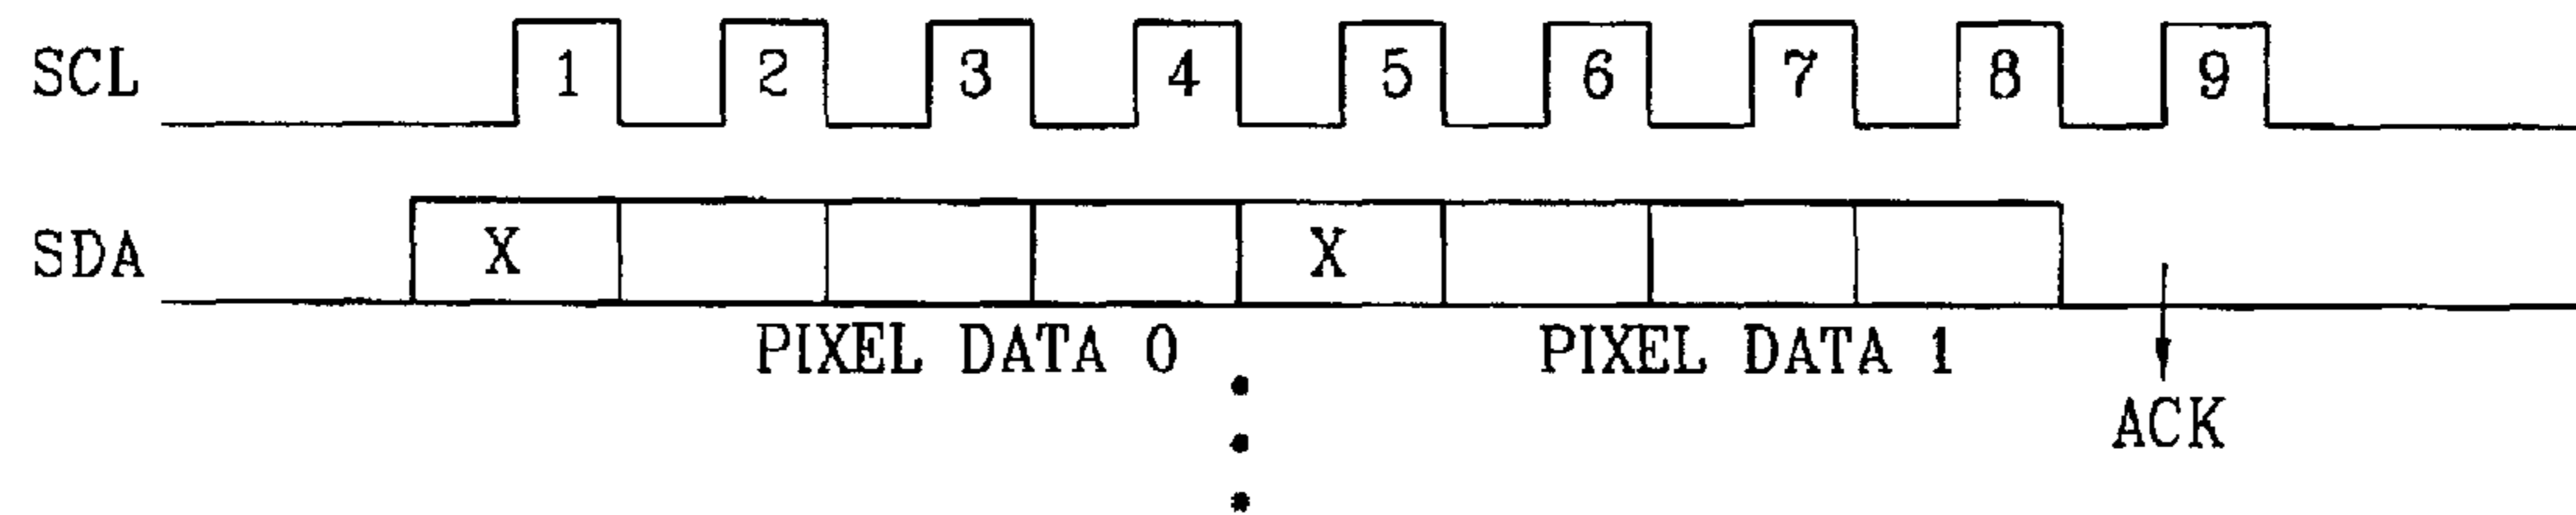 SCL 1 2 3 4 5 6 7 8 9
SDA X X
PIXEL DATA 0 PIXEL DATA 1
ACK